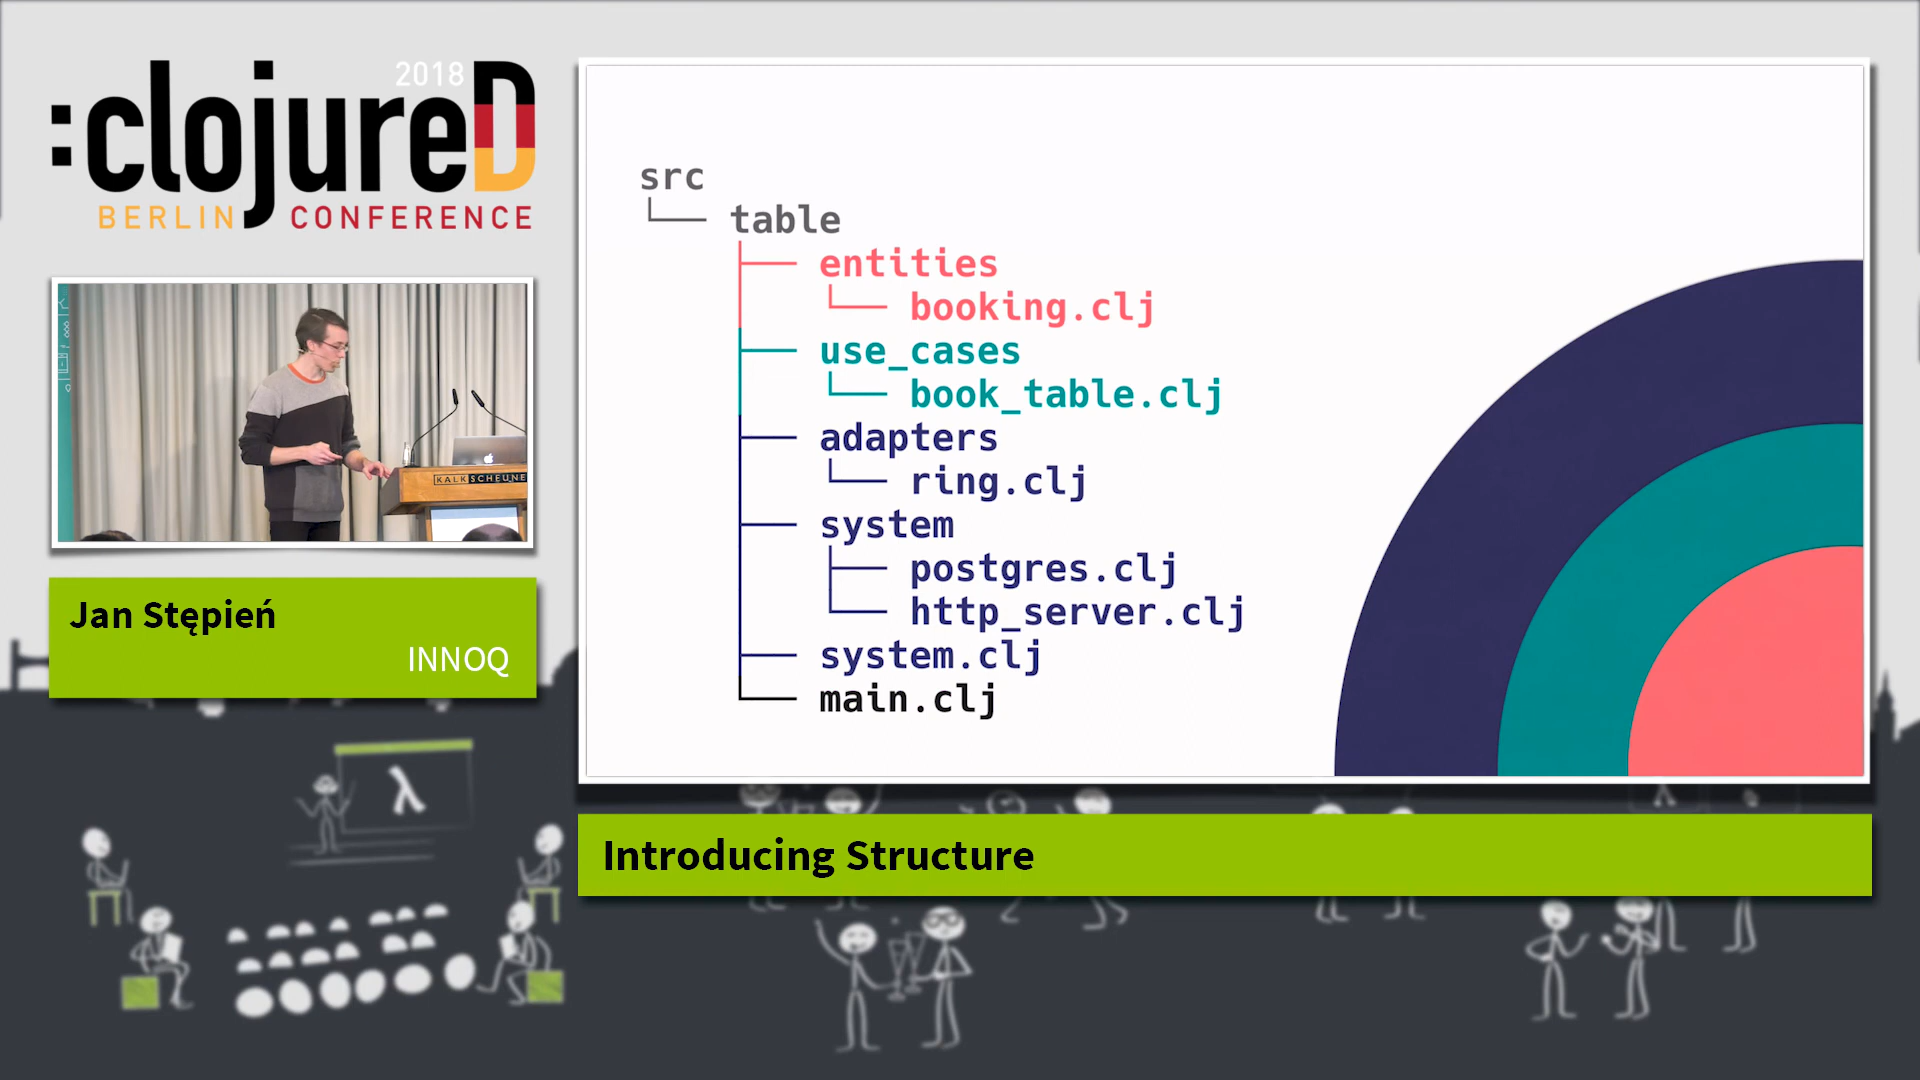 2018
:clojureD
BERLIN CONFERENCE
src
table
entities
booking.clj
use_cases
book_table.clj
adapters
ring.clj
system
postgres.clj
http_server.clj
system.clj
main.clj
KALKSCHEUNE
Jan Stępień
INNOQ
Introducing Structure
λ